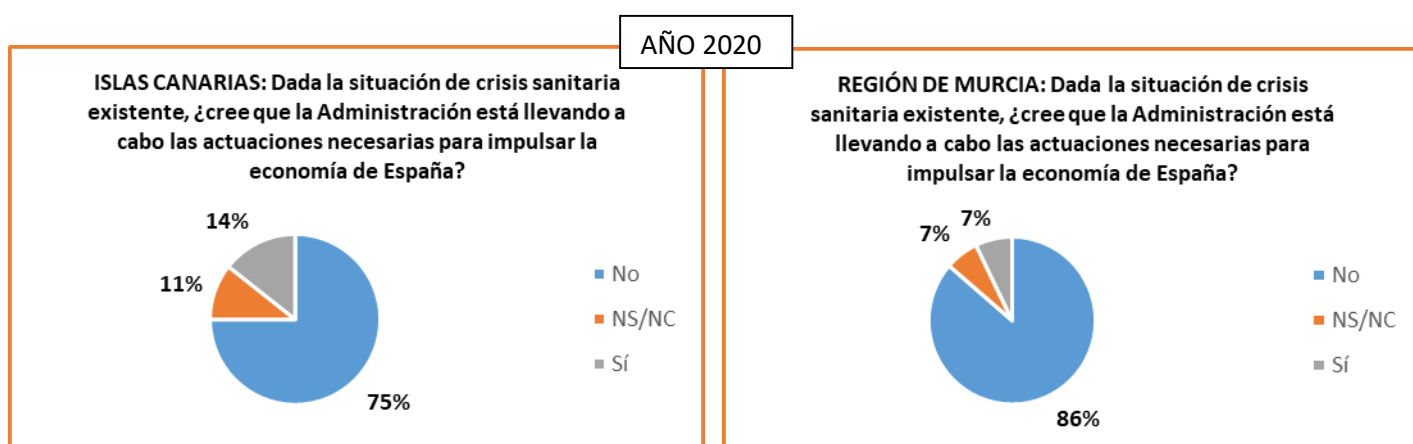 AÑO 2020
ISLAS CANARIAS: Dada la situación de crisis sanitaria
existente, ¿cree que la Administración está llevando a
cabo las actuaciones necesarias para impulsar la
economía de España?
14%
11%
75%
No
NS/NC
Sí
REGIÓN DE MURCIA: Dada la situación de crisis
sanitaria existente, ¿cree que la Administración está
llevando a cabo las actuaciones necesarias para
impulsar la economía de España?
7%
7%
86%
No
NS/NC
Sí